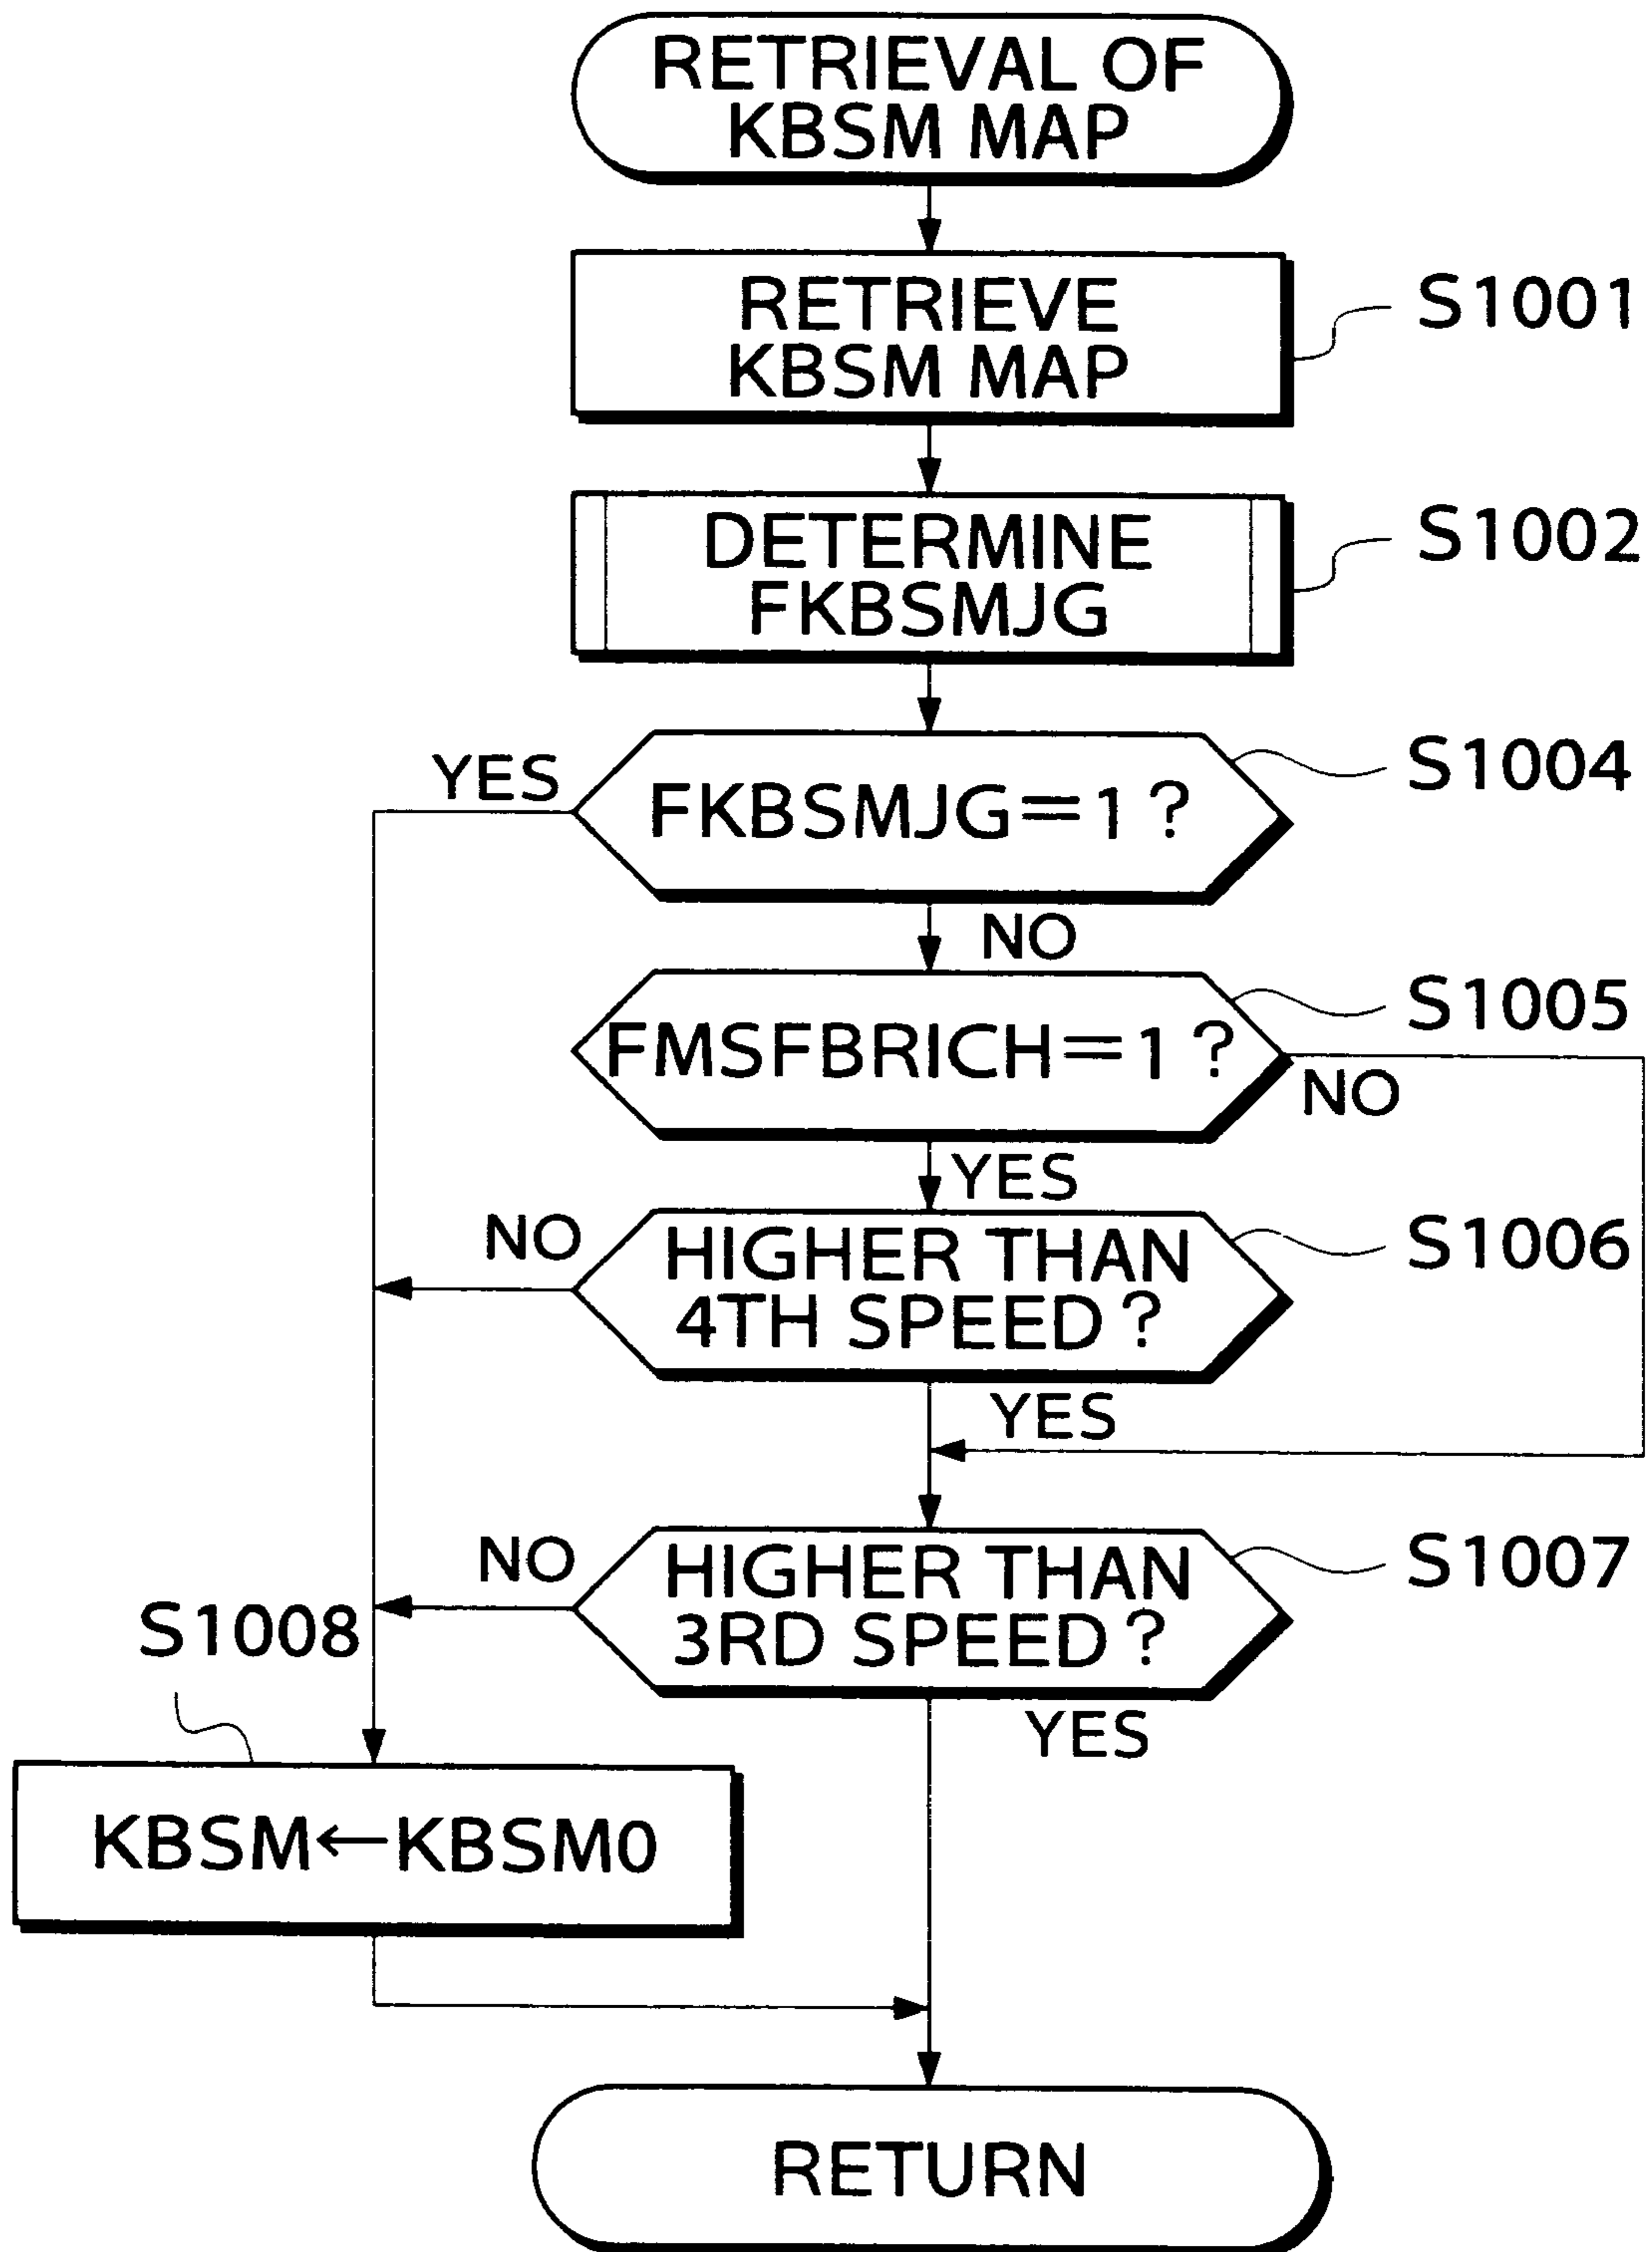 RETRIEVAL OF
KBSM MAP
RETRIEVE
KBSM MAP
S1001
DETERMINE
FKBSMJG
S1002
YES
FKBSMJG=1?
S1004
NO
FMSFBRICH=1?
S1005
NO
YES
NO
HIGHER THAN
4TH SPEED?
S1006
YES
NO
HIGHER THAN
3RD SPEED?
S1007
S1008
YES
KBSM←KBSM0
RETURN